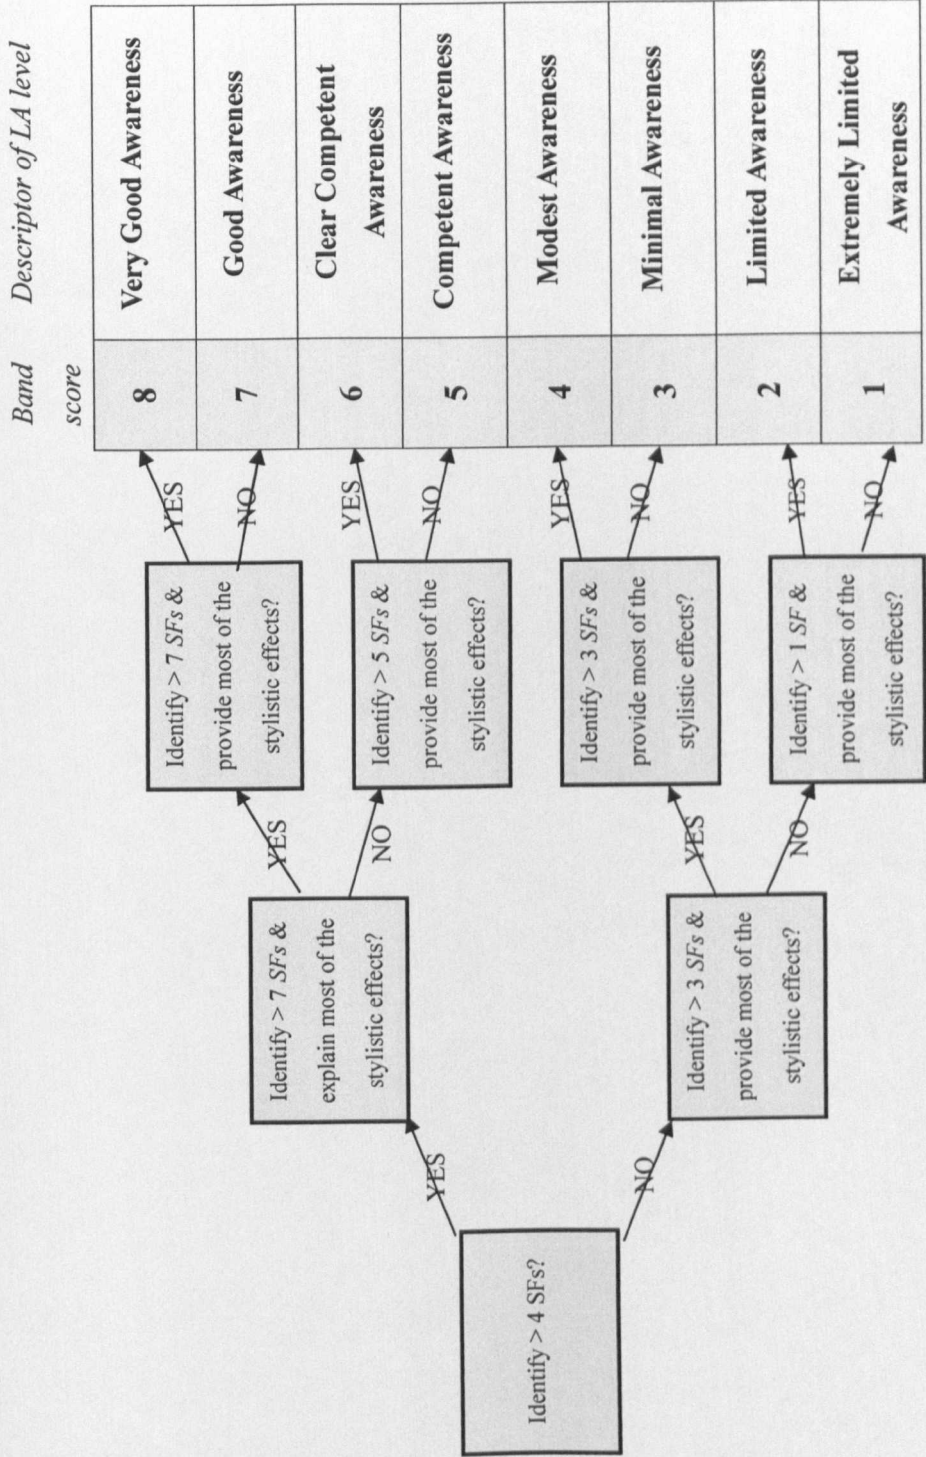 Band Descriptor of LA level
score
Identify > 4 SFs?
YES
NO
Identify > 7 SFs &
explain most of the
stylistic effects?
YES
NO
Identify > 3 SFs &
provide most of the
stylistic effects?
YES
NO
Identify > 7 SFs &
provide most of the
stylistic effects?
YES
NO
Identify > 5 SFs &
provide most of the
stylistic effects?
YES
NO
Identify > 3 SFs &
provide most of the
stylistic effects?
YES
NO
Identify > 1 SF &
provide most of the
stylistic effects?
YES
NO
8 Very Good Awareness
7 Good Awareness
6 Clear Competent
Awareness
5 Competent Awareness
4 Modest Awareness
3 Minimal Awareness
2 Limited Awareness
1 Extremely Limited
Awareness